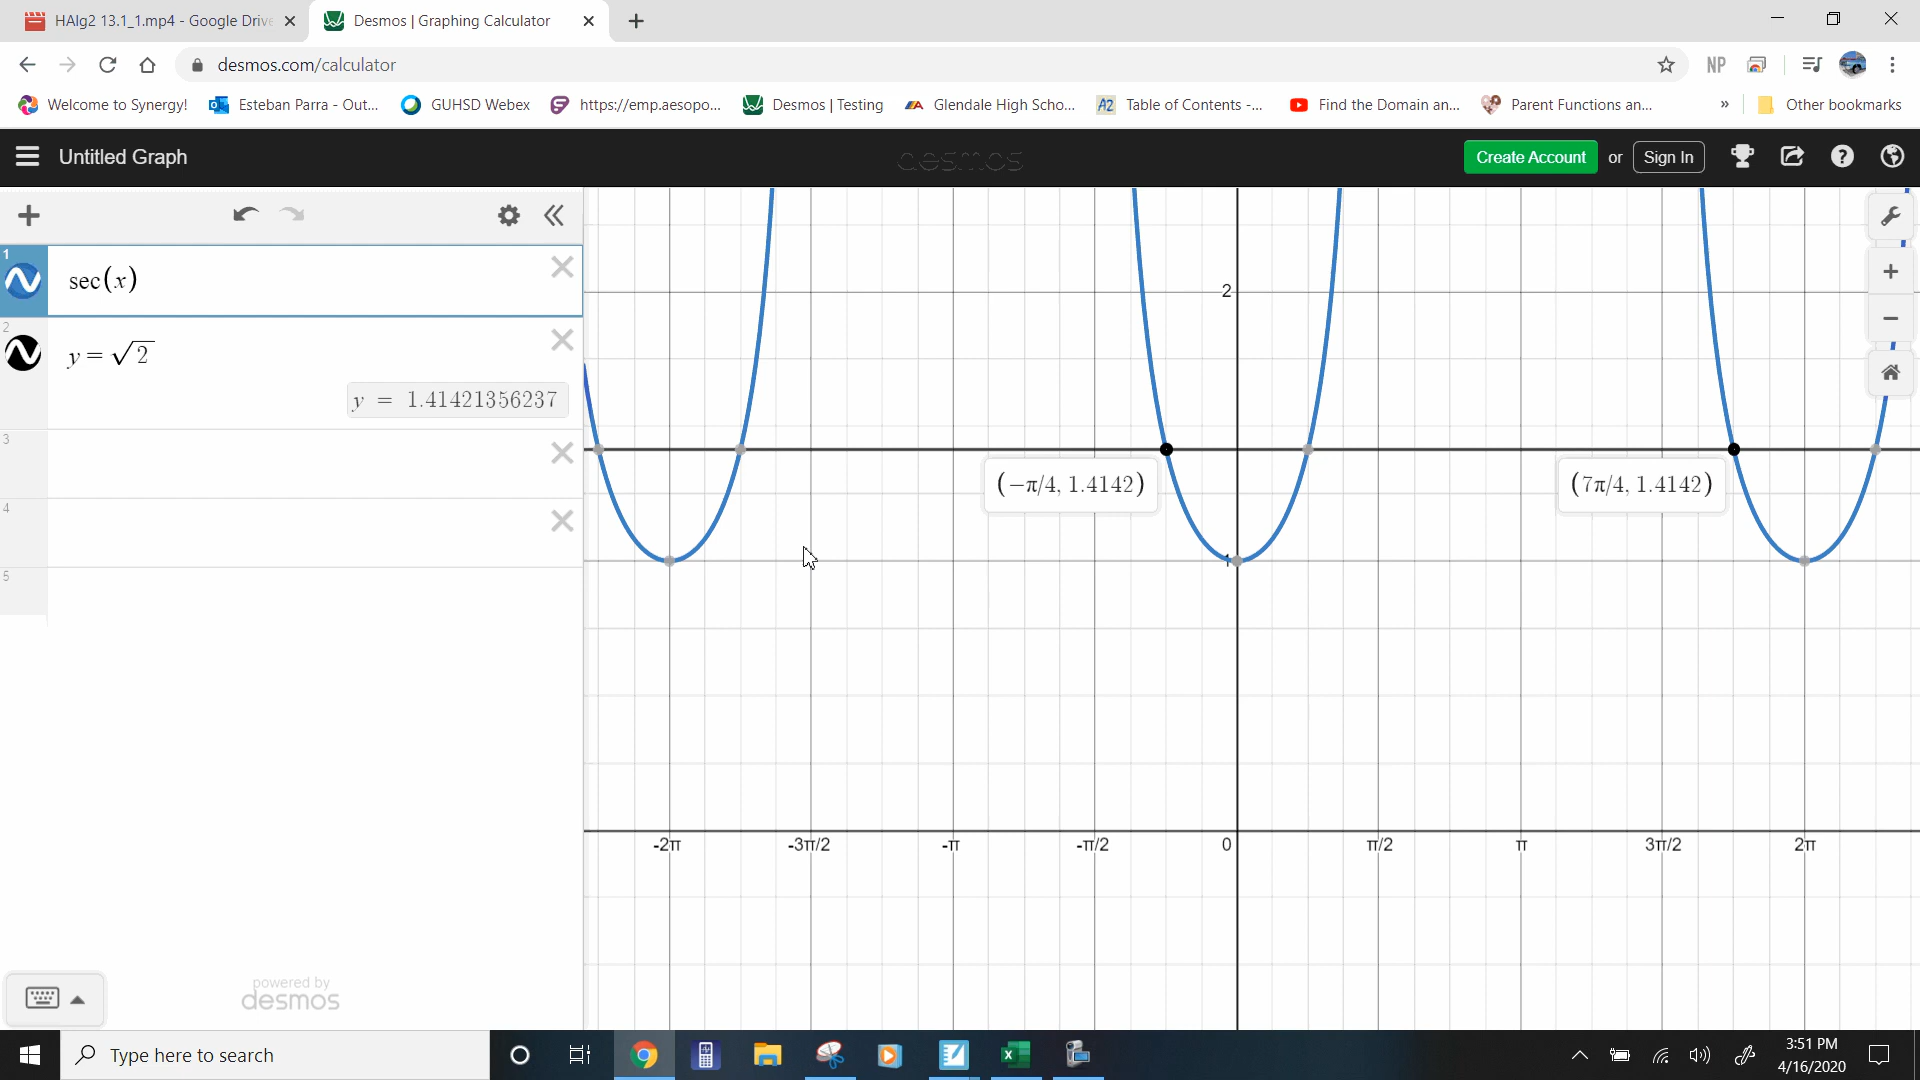 HAlg2 13.1_1.mp4 - Google Drive
Desmos | Graphing Calculator
desmos.com/calculator
NP
Welcome to Synergy!
Esteban Parra - Out...
GUHSD Webex
https://emp.aesopo...
Desmos | Testing
Glendale High Scho...
A2
Table of Contents -...
Find the Domain an...
Parent Functions an...
»
Other bookmarks
Untitled Graph
desmos
Create Account
or
Sign In
1
sec(x)
2
y = √2
y = 1.41421356237
3
4
5
2
1
(−π/4, 1.4142)
(7π/4, 1.4142)
-2π
-3π/2
-π
-π/2
0
π/2
π
3π/2
2π
powered by
desmos
Type here to search
3:51 PM
4/16/2020